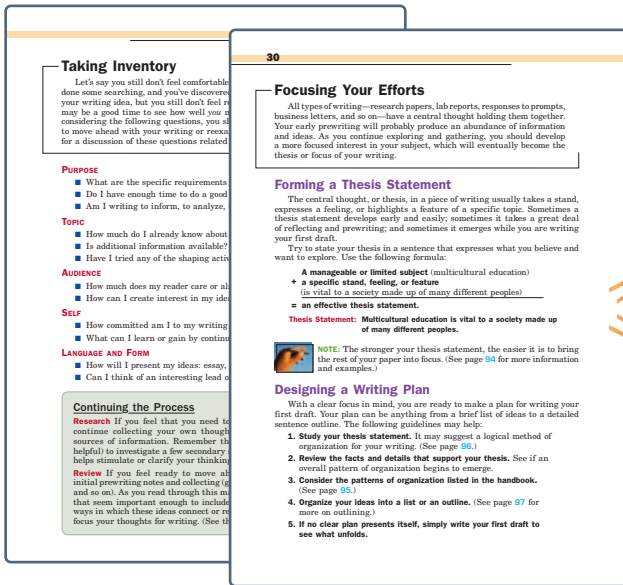 Taking Inventory
Let's say you still don't feel comfortable
done some searching, and you've discovered
your writing idea, but you still don't feel
may be a good time to see how well you
considering the following questions, you
to move ahead with your writing or
for a discussion of these questions related
PURPOSE
■ What are the specific requirements
■ Do I have enough time to do a good
■ Am I writing to inform, to analyze,
TOPIC
■ How much do I already know about
■ Is additional information available?
■ Have I tried any of the shaping
AUDIENCE
■ How much does my reader care or
■ How can I create interest in my
SELF
■ How committed am I to my writing
■ What can I learn or gain by
LANGUAGE AND FORM
■ How will I present my ideas: essay,
■ Can I think of an interesting lead
Continuing the Process
Research If you feel that you need to
continue collecting your own
sources of information. Remember
helpful) to investigate a few secondary
helps stimulate or clarify your thinking
Review If you feel ready to move
initial prewriting notes and collecting
and so on). As you read through this
that seem important enough to include
ways in which these ideas connect or
focus your thoughts for writing. (See
30
Focusing Your Efforts
All types of writing—research papers, lab reports, responses to prompts,
business letters, and so on—have a central thought holding them together.
Your early prewriting will probably produce an abundance of information
and ideas. As you continue exploring and gathering, you should develop
a more focused interest in your subject, which will eventually become the
thesis or focus of your writing.
Forming a Thesis Statement
The central thought, or thesis, in a piece of writing usually takes a stand,
expresses a feeling, or highlights a feature of a specific topic. Sometimes a
thesis statement develops early and easily; sometimes it takes a great deal
of reflecting and prewriting; and sometimes it emerges while you are writing
your first draft.
Try to state your thesis in a sentence that expresses what you believe and
want to explore. Use the following formula:
A manageable or limited subject (multicultural education)
+ a specific stand, feeling, or feature
(is vital to a society made up of many different peoples)
= an effective thesis statement.
Thesis Statement: Multicultural education is vital to a society made up
of many different peoples.
NOTE: The stronger your thesis statement, the easier it is to bring
the rest of your paper into focus. (See page 94 for more information
and examples.)
Designing a Writing Plan
With a clear focus in mind, you are ready to make a plan for writing your
first draft. Your plan can be anything from a brief list of ideas to a detailed
sentence outline. The following guidelines may help:
1. Study your thesis statement. It may suggest a logical method of
organization for your writing. (See page 96.)
2. Review the facts and details that support your thesis. See if an
overall pattern of organization begins to emerge.
3. Consider the patterns of organization listed in the handbook.
(See page 95.)
4. Organize your ideas into a list or an outline. (See page 97 for
more on outlining.)
5. If no clear plan presents itself, simply write your first draft to
see what unfolds.